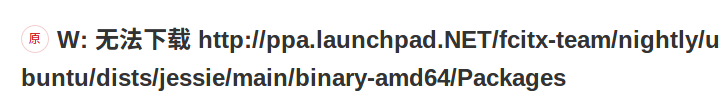 原 W: 无法下载 http://ppa.launchpad.NET/fcitx-team/nightly/u
buntu/dists/jessie/main/binary-amd64/Packages